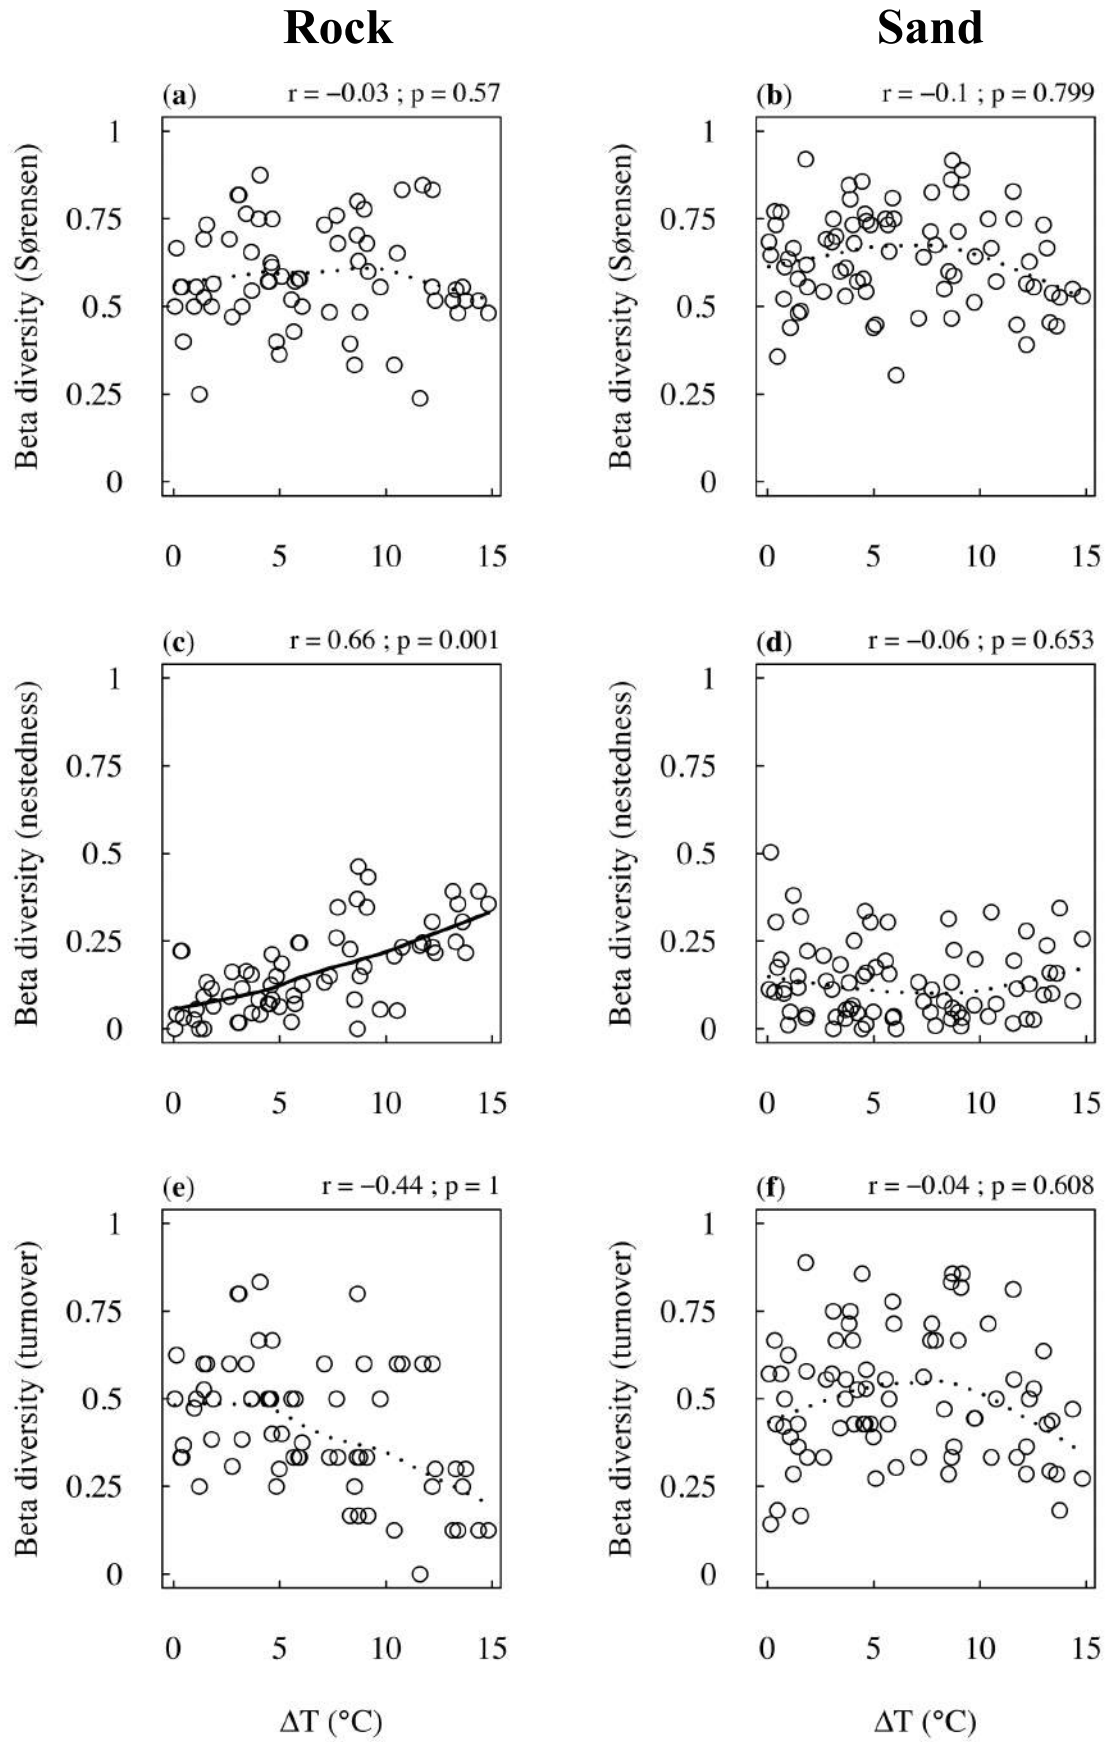 Rock
Sand
(a) r = −0.03 ; p = 0.57
(b) r = −0.1 ; p = 0.799
Beta diversity (Sørensen)
1
0.75
0.5
0.25
0
0 5 10 15
Beta diversity (Sørensen)
1
0.75
0.5
0.25
0
0 5 10 15
(c) r = 0.66 ; p = 0.001
(d) r = −0.06 ; p = 0.653
Beta diversity (nestedness)
1
0.75
0.5
0.25
0
0 5 10 15
Beta diversity (nestedness)
1
0.75
0.5
0.25
0
0 5 10 15
(e) r = −0.44 ; p = 1
(f) r = −0.04 ; p = 0.608
Beta diversity (turnover)
1
0.75
0.5
0.25
0
0 5 10 15
ΔT (°C)
Beta diversity (turnover)
1
0.75
0.5
0.25
0
0 5 10 15
ΔT (°C)